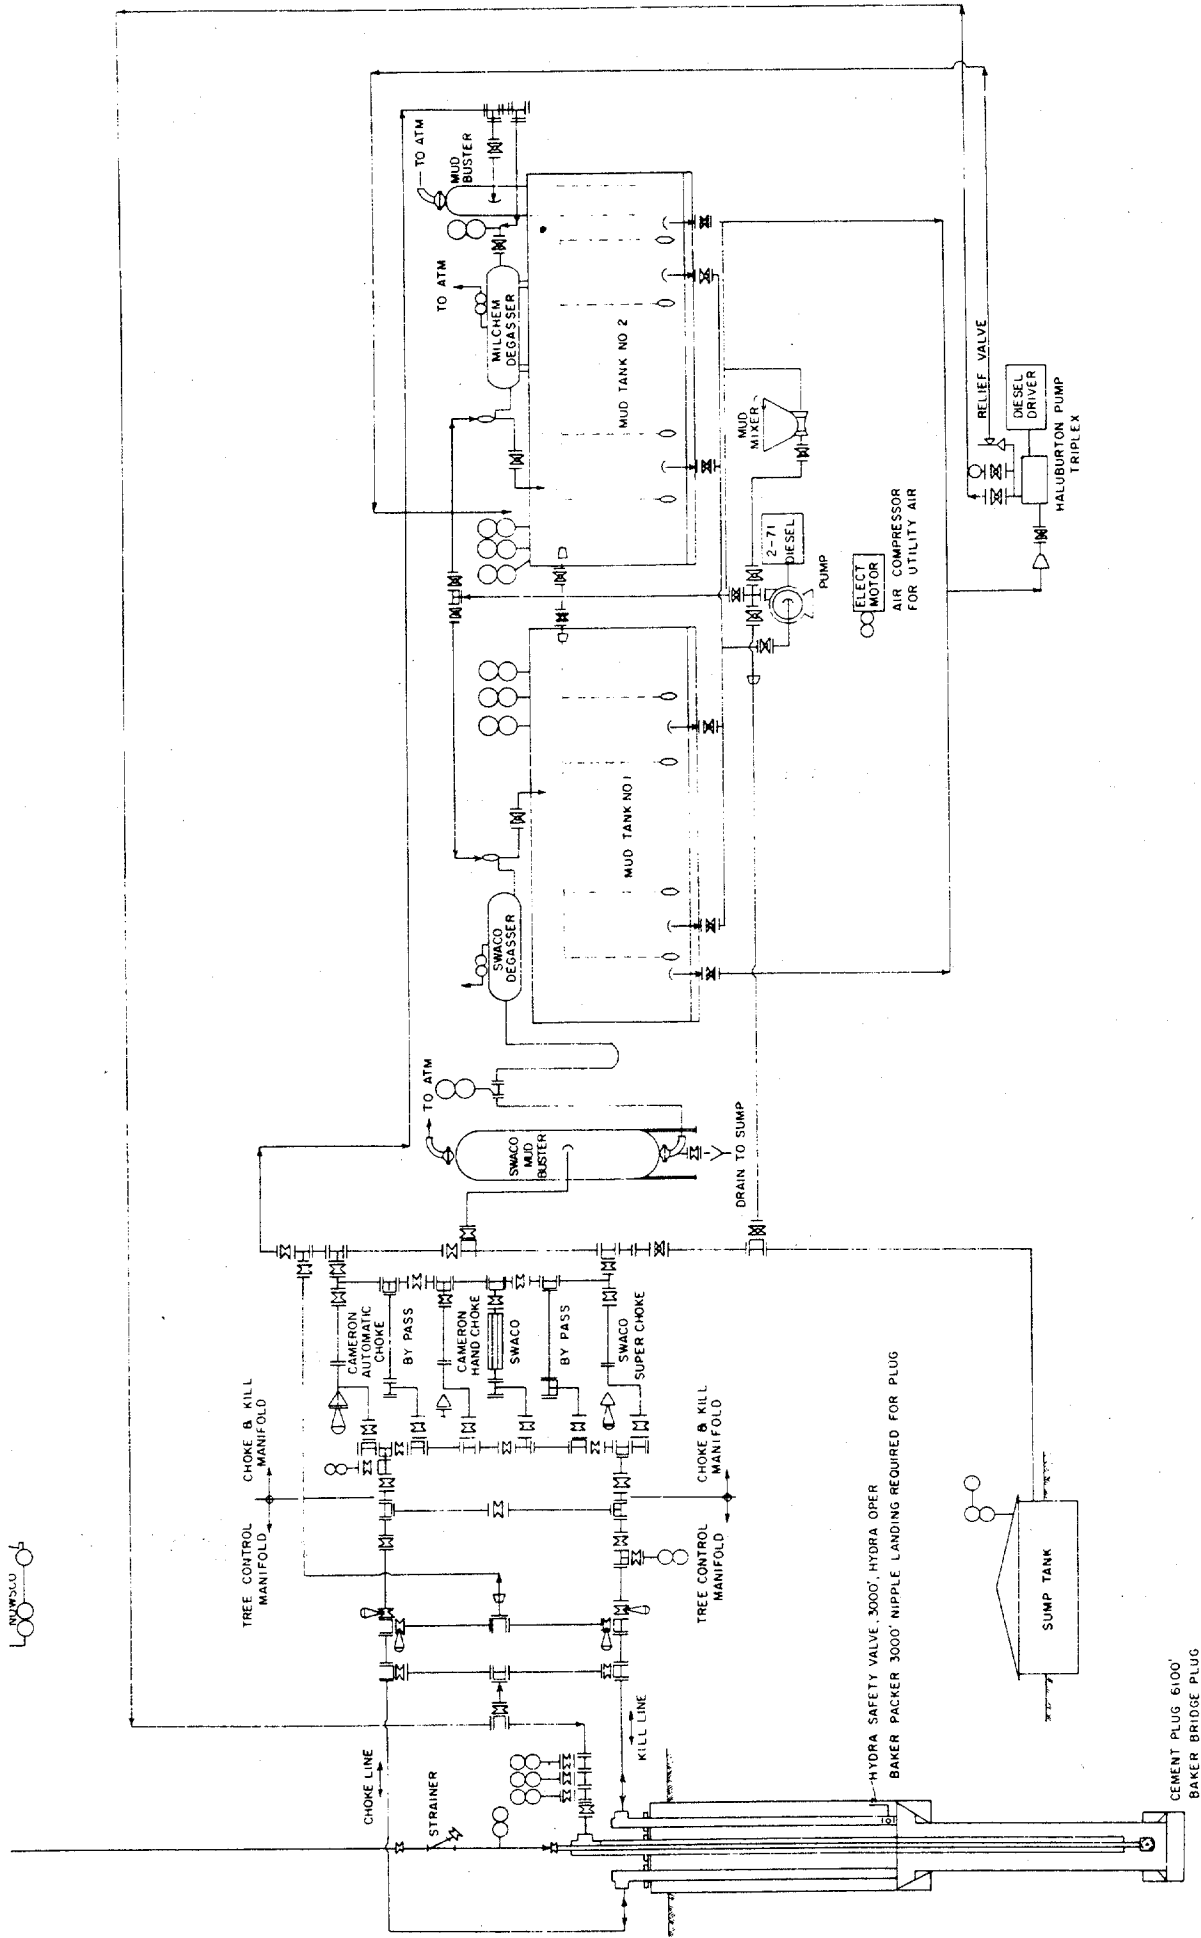 NOWSCO
TO ATM
MUD
BUSTER
TO ATM
MILCHEM
DEGASSER
MUD TANK NO 2
MUD
MIXER
RELIEF VALVE
DIESEL
DRIVER
HALUBURTON PUMP
TRIPLEX
2-71
DIESEL
PUMP
ELECT
MOTOR
AIR COMPRESSOR
FOR UTILITY AIR
MUD TANK NO 1
SWACO
DEGASSER
TO ATM
SWACO
MUD
BUSTER
DRAIN TO SUMP
CAMERON
AUTOMATIC
CHOKE
BY PASS
CAMERON
HAND CHOKE
SWACO
BY PASS
SWACO
SUPER CHOKE
CHOKE & KILL
MANIFOLD
TREE CONTROL
MANIFOLD
CHOKE & KILL
MANIFOLD
TREE CONTROL
MANIFOLD
CHOKE LINE
STRAINER
KILL LINE
HYDRA SAFETY VALVE, 3000', HYDRA OPER
BAKER PACKER 3000' NIPPLE LANDING REQUIRED FOR PLUG
SUMP TANK
CEMENT PLUG 6100'
BAKER BRIDGE PLUG